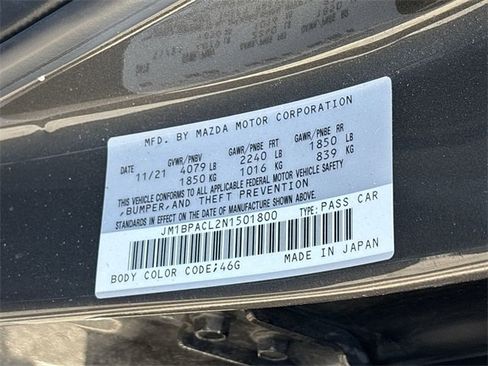 MFD. BY MAZDA MOTOR CORPORATION
DATE GVWR/PNBV GAWR/PNBE FRT GAWR/PNBE RR
11/21 4079 LB 2240 LB 1850 LB
1850 KG 1016 KG 839 KG
THIS VEHICLE CONFORMS TO ALL APPLICABLE FEDERAL MOTOR VEHICLE SAFETY
,BUMPER,AND THEFT PREVENTION
STANDARDS IN EFFECT ON THE DATE OF MANUFACTURE SHOWN ABOVE.
JM1BPACL2N1501800 TYPE:PASS CAR
BODY COLOR CODE;46G MADE IN JAPAN